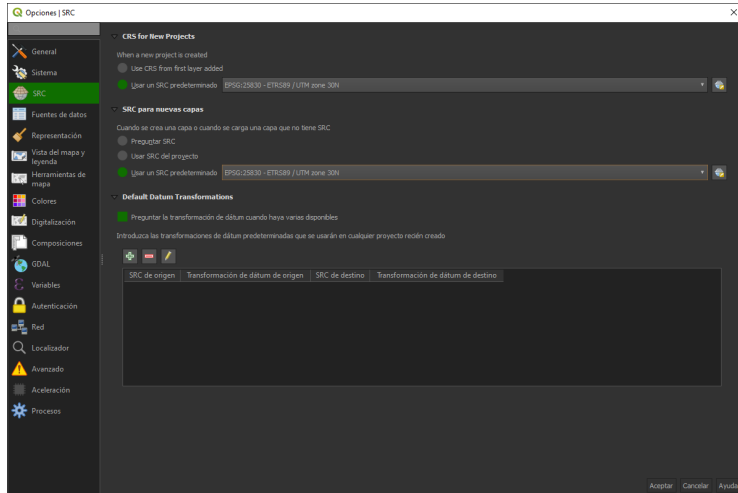 Opciones | SRC
General
Sistema
SRC
Fuentes de datos
Representación
Vista del mapa y
leyenda
Herramientas de
mapa
Colores
Digitalización
Composiciones
GDAL
Variables
Autenticación
Red
Localizador
Avanzado
Aceleración
Procesos
CRS for New Projects
When a new project is created
Use CRS from first layer added
Usar un SRC predeterminado EPSG:25830 - ETRS89 / UTM zone 30N
SRC para nuevas capas
Cuando se crea una capa o cuando se carga una capa que no tiene SRC
Preguntar SRC
Usar SRC del proyecto
Usar un SRC predeterminado EPSG:25830 - ETRS89 / UTM zone 30N
Default Datum Transformations
Preguntar la transformación de dátum cuando haya varias disponibles
Introduzca las transformaciones de dátum predeterminadas que se usarán en cualquier proyecto recién creado
SRC de origen Transformación de dátum de origen SRC de destino Transformación de dátum de destino
Aceptar Cancelar Ayuda